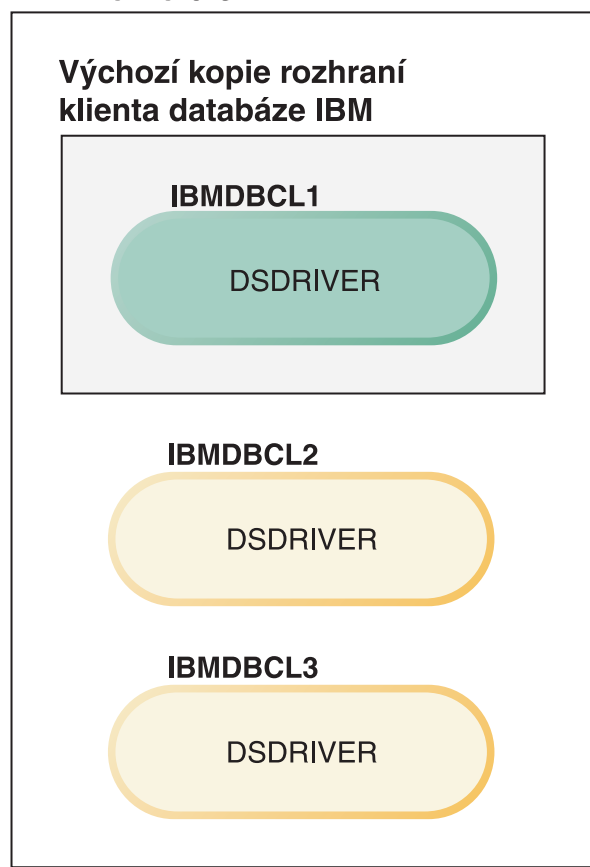 Výchozí kopie rozhraní
klienta databáze IBM
IBMDBCL1
DSDRIVER
IBMDBCL2
DSDRIVER
IBMDBCL3
DSDRIVER